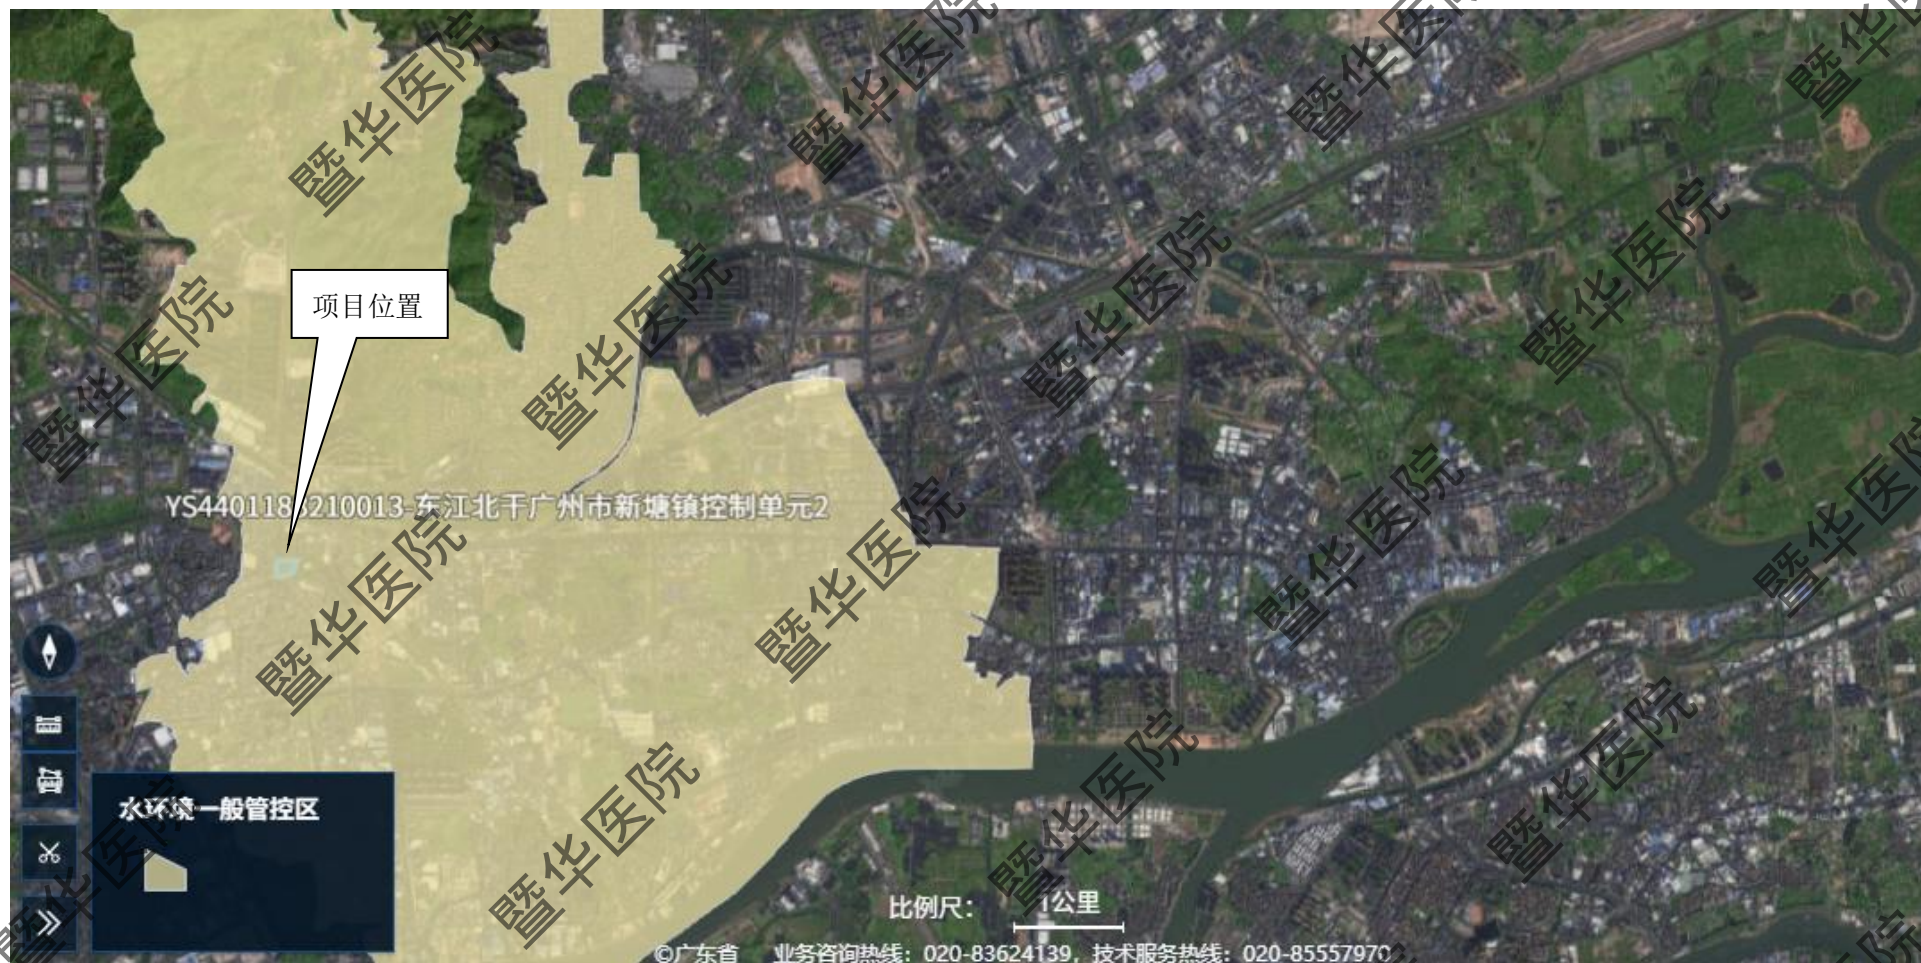 暨华医院
项目位置
YS4401183210013-东江北干广州市新塘镇控制单元2
水环境一般管控区
比例尺： 1公里
©广东省 业务咨询热线：020-83624139，技术服务热线：020-85557970